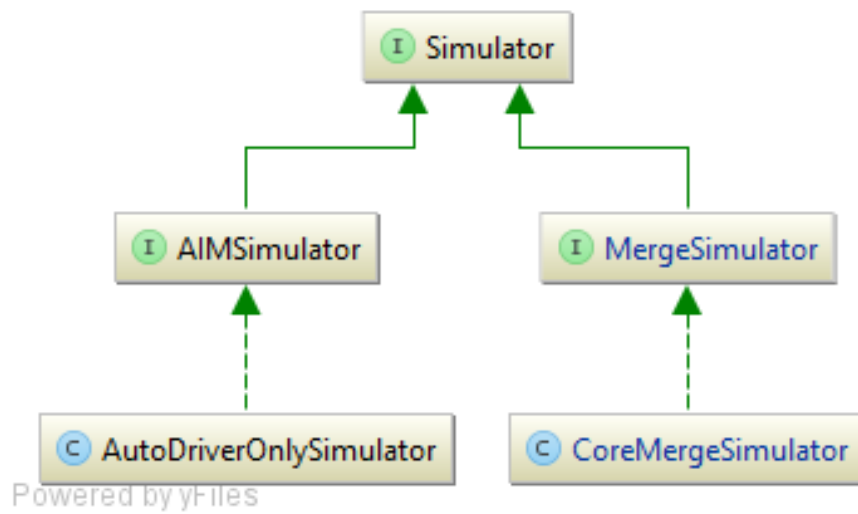 I Simulator
I AIMSimulator
I MergeSimulator
C AutoDriverOnlySimulator
C CoreMergeSimulator
Powered by yFiles